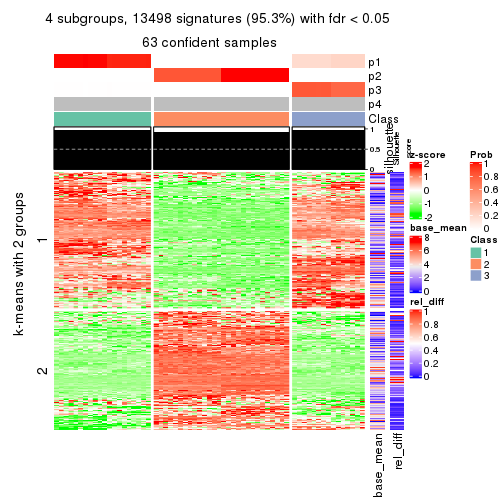 4 subgroups, 13498 signatures (95.3%) with fdr < 0.05
63 confident samples
p1
p2
p3
p4
Class
1
0.5
0
silhouette
Silhouette
score
k-means with 2 groups
1
2
base_mean
rel_diff
z-score
2
1
0
-1
-2
base_mean
8
6
4
2
0
rel_diff
1
0.8
0.6
0.4
0.2
0
Prob
1
0.8
0.6
0.4
0.2
0
Class
1
2
3